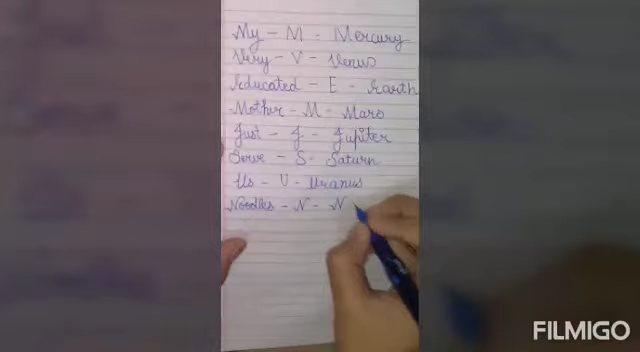 My - M - Mercury
Very - V - Venus
Educated - E - Earth
Mother - M - Mars
Just - J - Jupiter
Serve - S - Saturn
Us - U - Uranus
Noodles - N - N
FILMIGO